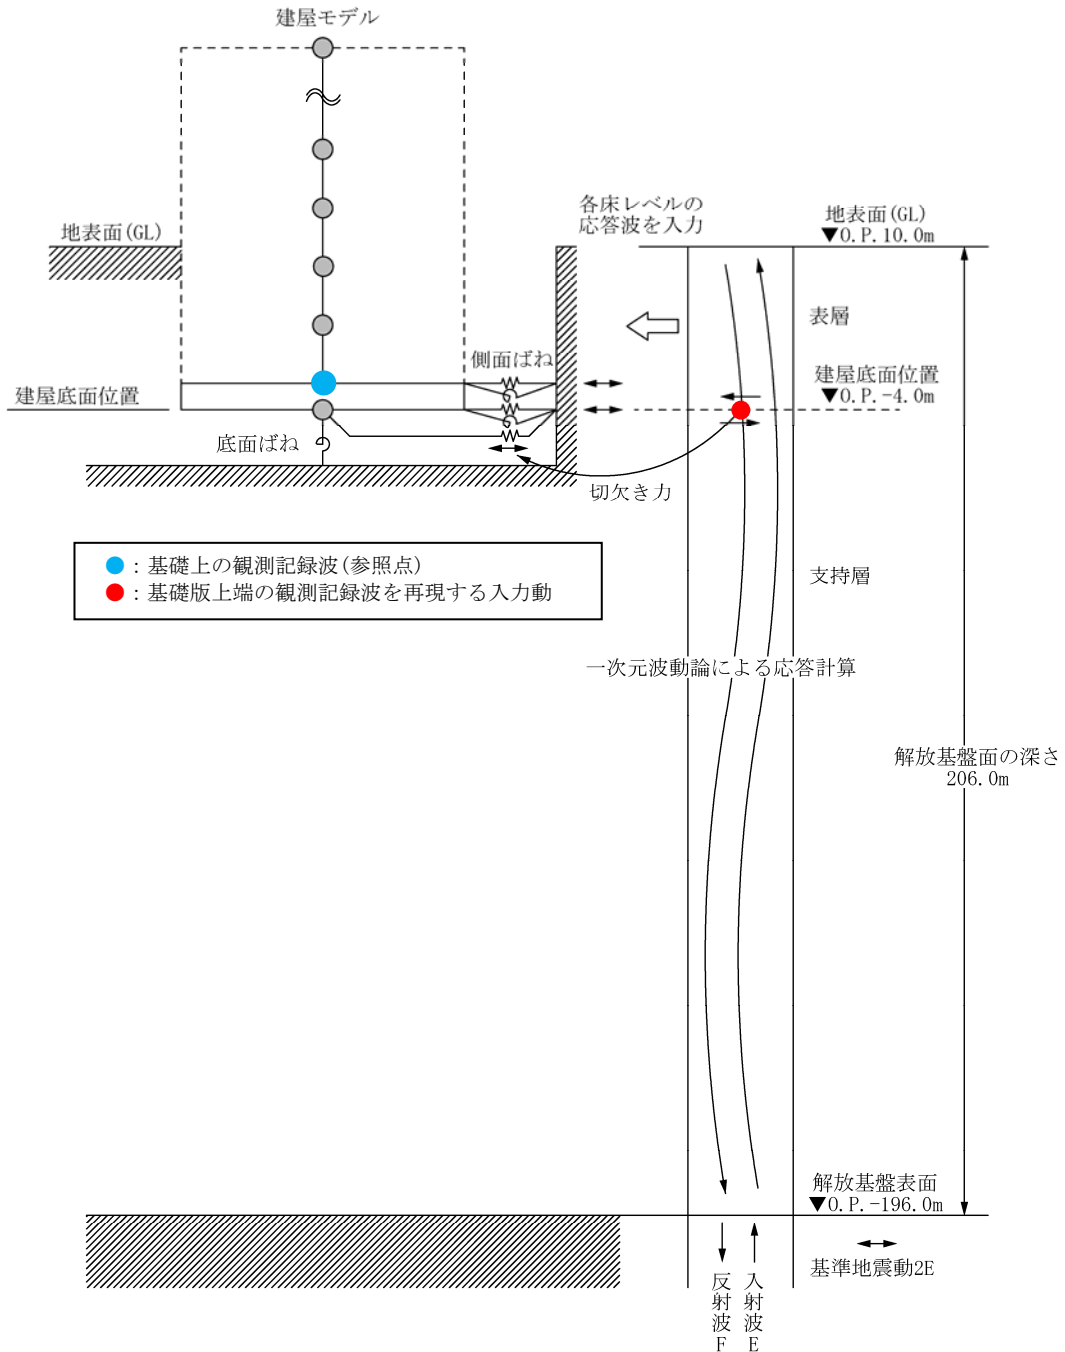 建屋モデル
各床レベルの
応答波を入力
地表面(GL)
▼O.P.10.0m
地表面(GL)
表層
側面ばね
建屋底面位置
▼O.P.-4.0m
建屋底面位置
底面ばね
切欠き力
●：基礎上の観測記録波(参照点)
●：基礎版上端の観測記録波を再現する入力動
支持層
一次元波動論による応答計算
解放基盤面の深さ
206.0m
解放基盤表面
▼O.P.-196.0m
基準地震動2E
反射波F
入射波E